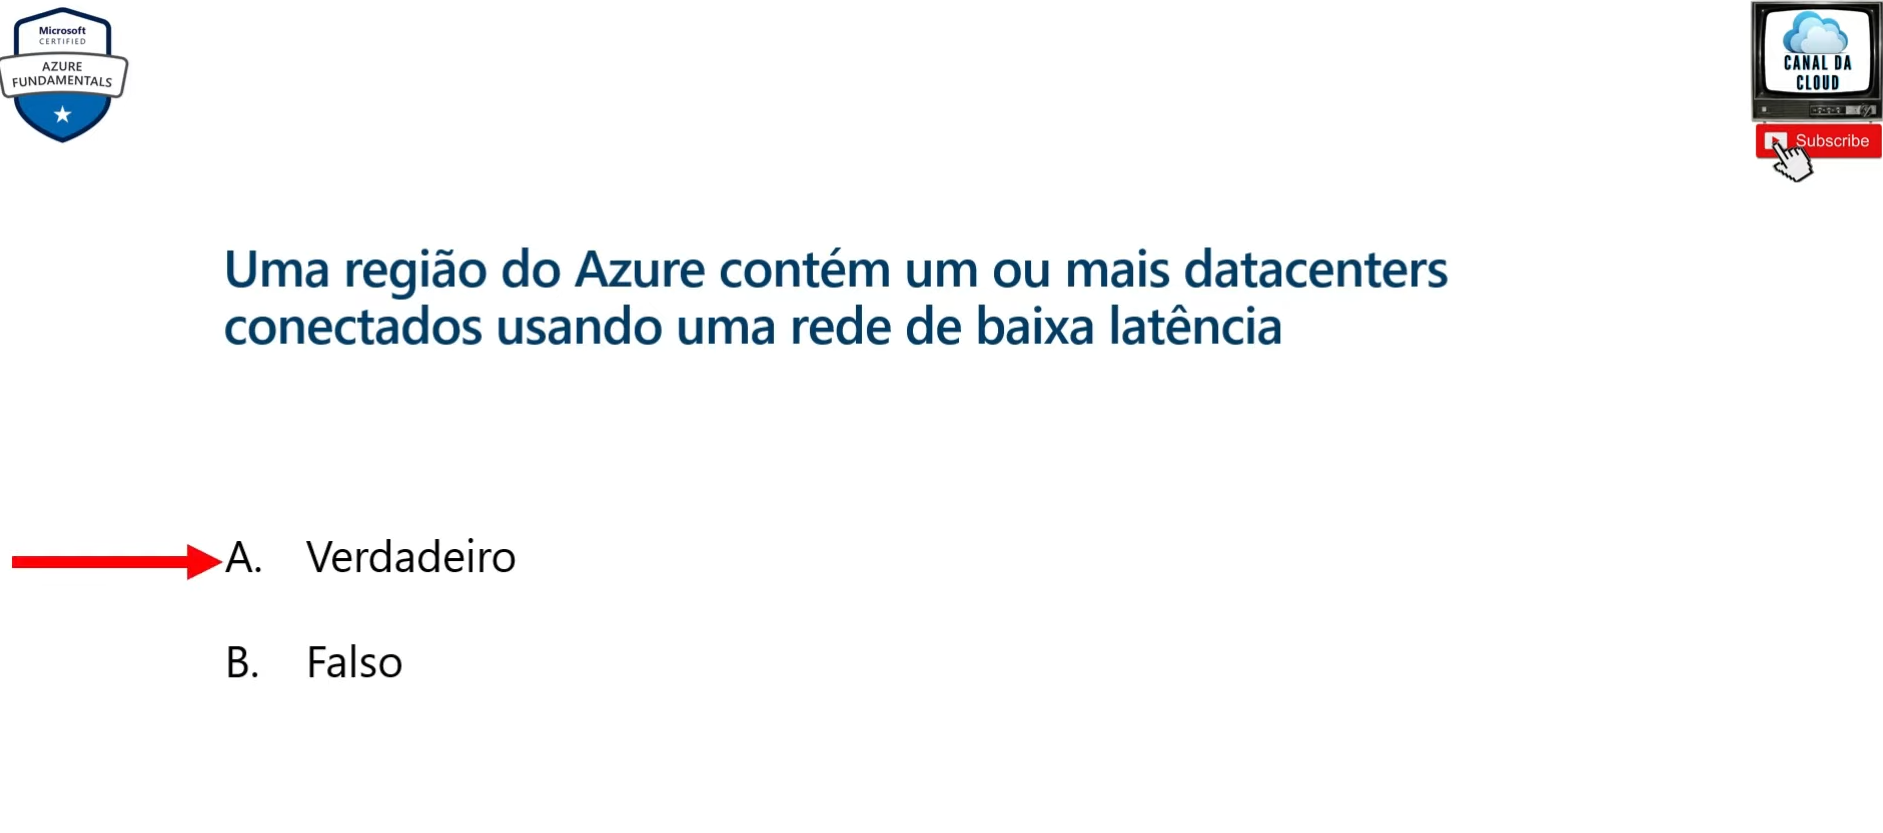 Microsoft
CERTIFIED
AZURE
FUNDAMENTALS
CANAL DA
CLOUD
Subscribe
Uma região do Azure contém um ou mais datacenters
conectados usando uma rede de baixa latência
A. Verdadeiro
B. Falso